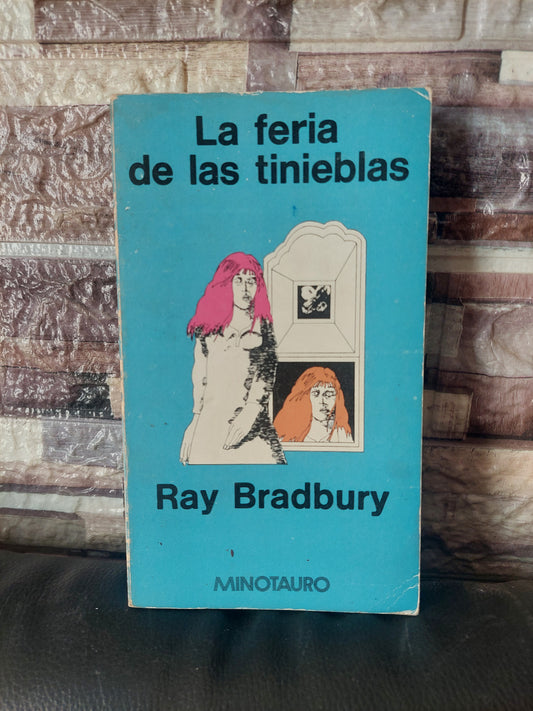 La feria
de las tinieblas
Ray Bradbury
MINOTAURO